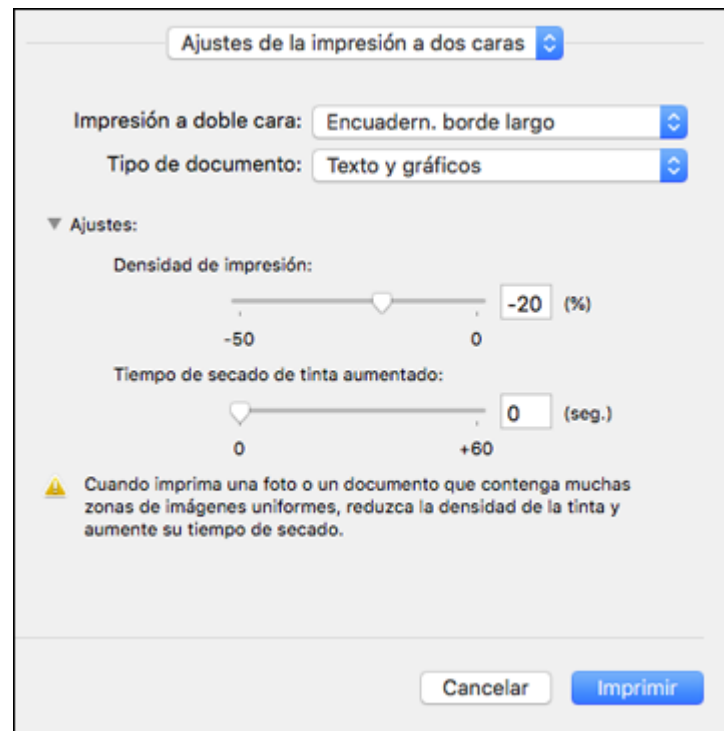 Ajustes de la impresión a dos caras
Impresión a doble cara: Encuadern. borde largo
Tipo de documento: Texto y gráficos
Ajustes:
Densidad de impresión:
-20 (%)
-50 0
Tiempo de secado de tinta aumentado:
0 (seg.)
0 +60
Cuando imprima una foto o un documento que contenga muchas
zonas de imágenes uniformes, reduzca la densidad de la tinta y
aumente su tiempo de secado.
Cancelar Imprimir